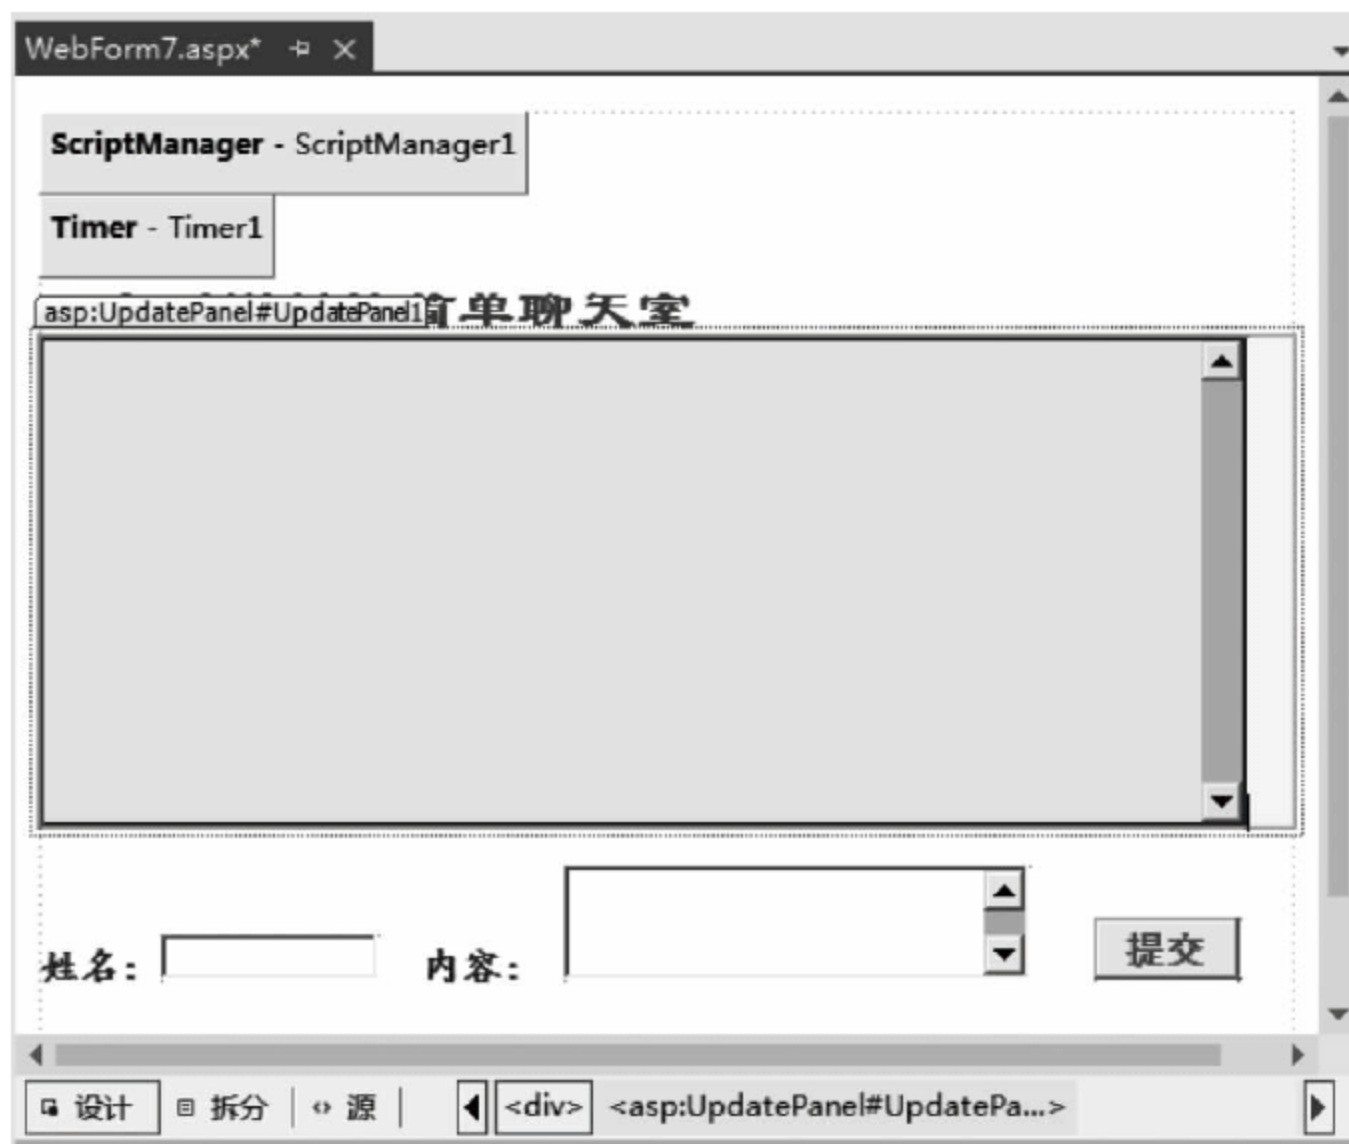 WebForm7.aspx*
ScriptManager - ScriptManager1
Timer - Timer1
asp:UpdatePanel#UpdatePanel1
简单聊天室
姓名：
内容：
提交
设计 拆分 源 <div> <asp:UpdatePanel#UpdatePa...>